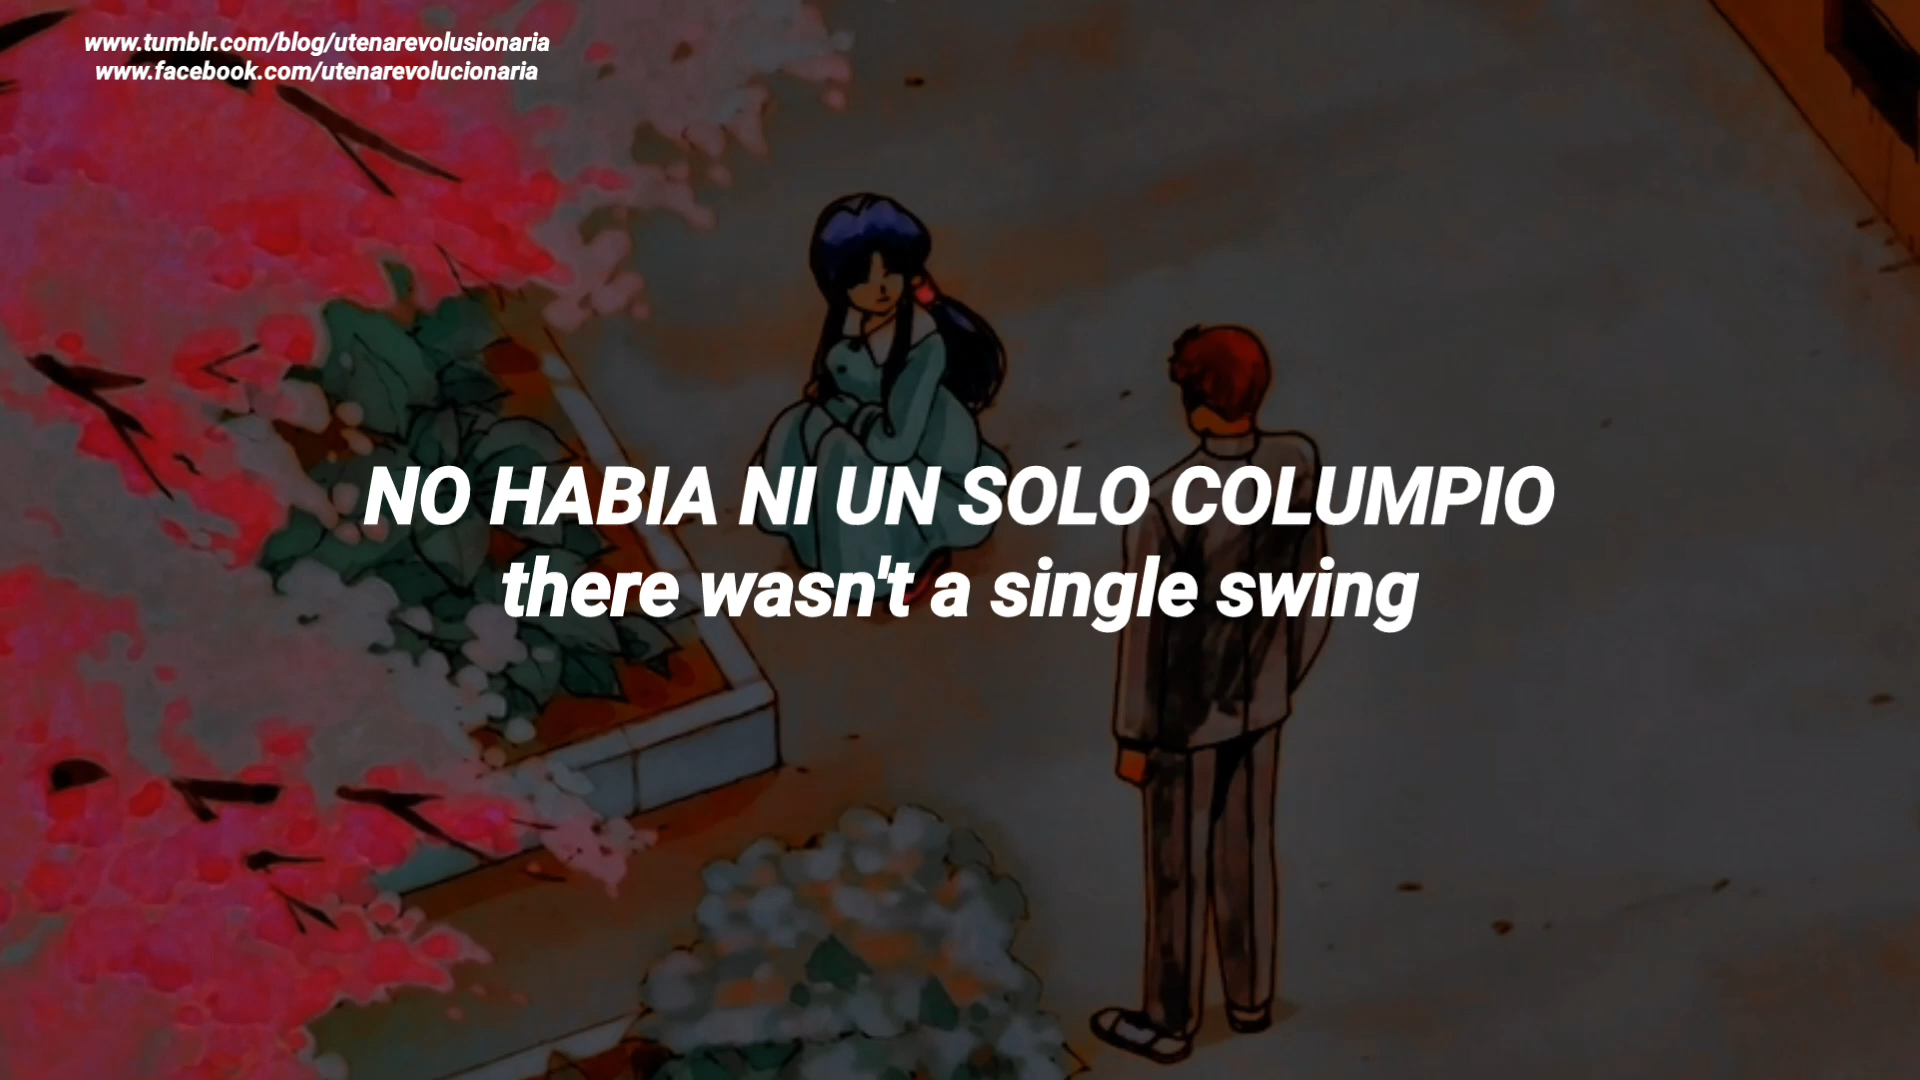 www.tumblr.com/blog/utenarevolusionaria
www.facebook.com/utenarevolucionaria
NO HABIA NI UN SOLO COLUMPIO
there wasn't a single swing